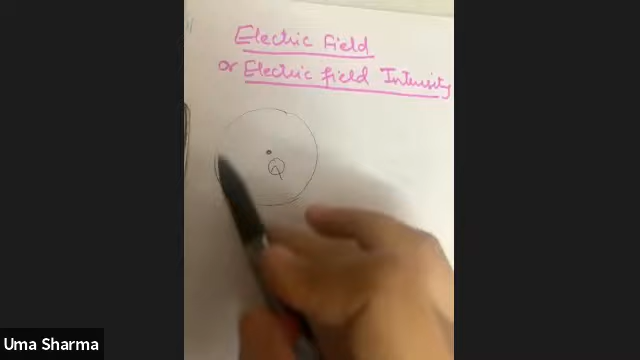 Electric Field
or Electric field Intensity
Q
Uma Sharma